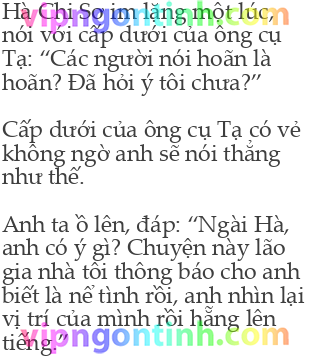 Hà Chi Sơ im lặng một lúc,
nói với cấp dưới của ông cụ
Tạ: “Các người nói hoãn là
hoãn? Đã hỏi ý tôi chưa?”
Cấp dưới của ông cụ Tạ có vẻ
không ngờ anh sẽ nói thẳng
như thế.
Anh ta ồ lên, đáp: “Ngài Hà,
anh có ý gì? Chuyện này lão
gia nhà tôi thông báo cho anh
biết là nể tình rồi, anh nhìn lại
vị trí của mình rồi hẵng lên
tiếng.”
vipngontinh.com
vipngontinh.com
vipngontinh.com